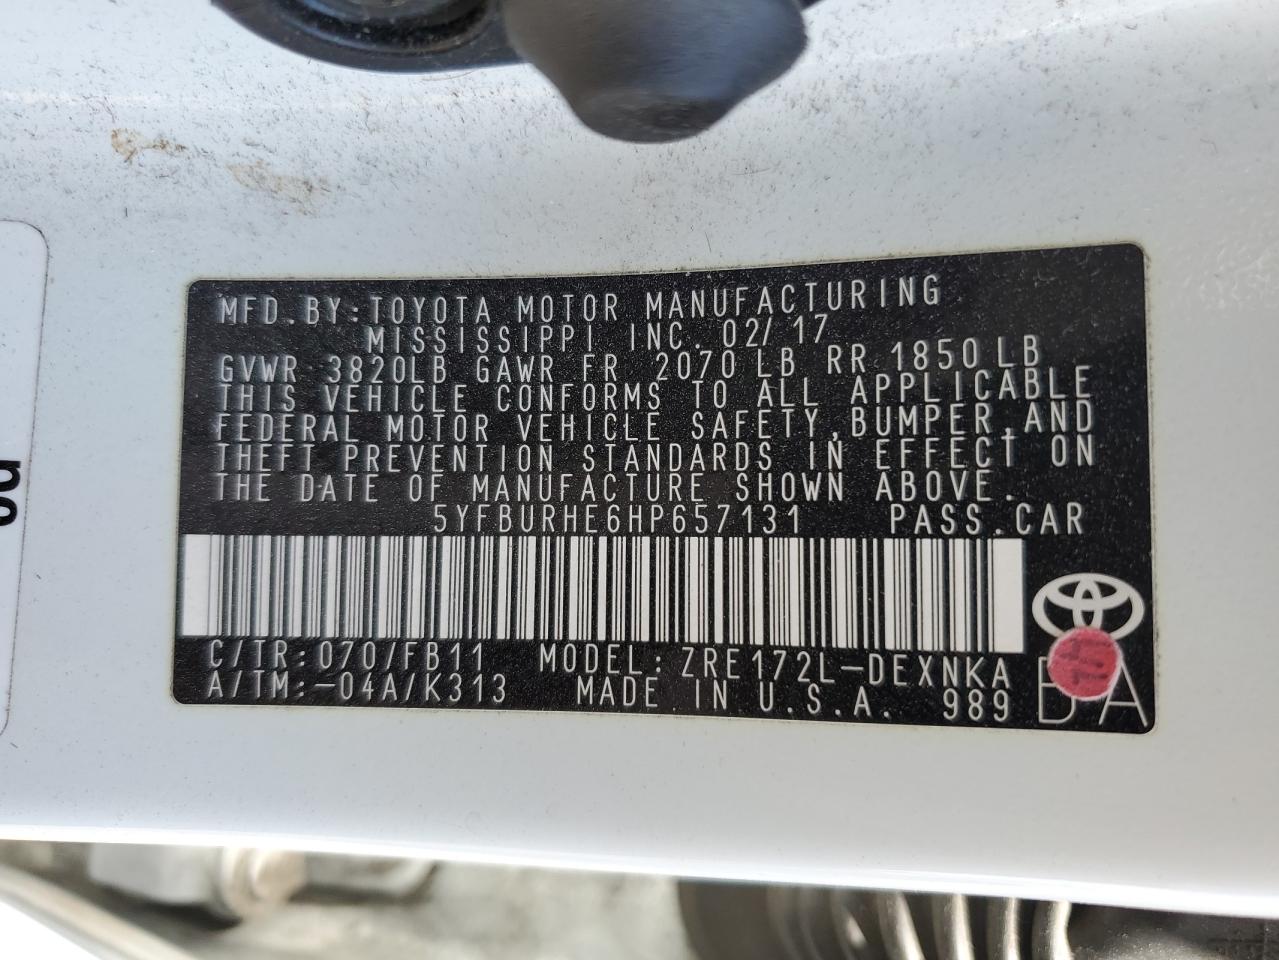 MFD.BY:TOYOTA MOTOR MANUFACTURING
MISSISSIPPI INC. 02/17
GVWR 3820LB GAWR FR 2070LB RR 1850LB
THIS VEHICLE CONFORMS TO ALL APPLICABLE
FEDERAL MOTOR VEHICLE SAFETY,BUMPER,AND
THEFT PREVENTION STANDARDS IN EFFECT ON
THE DATE OF MANUFACTURE SHOWN ABOVE.
5YFBURHE6HP657131 PASS.CAR
C/TR:070/FB11 MODEL:ZRE172L-DEXNKA
A/TM:-04A/K313 MADE IN U.S.A. 989